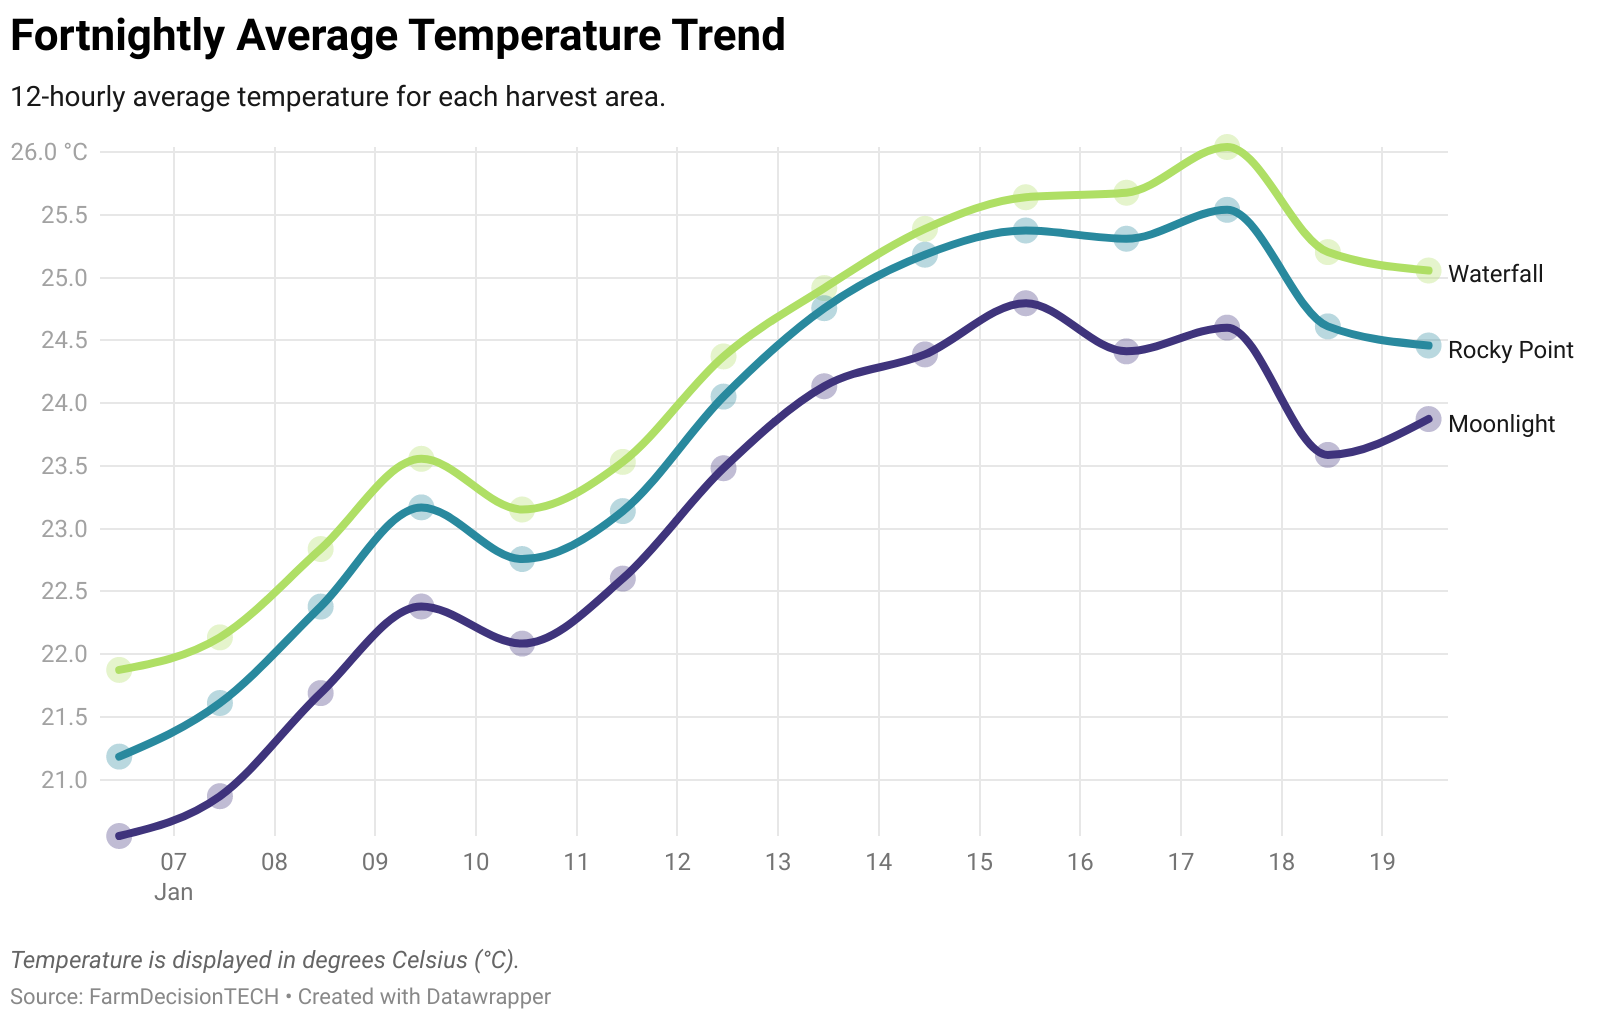 Fortnightly Average Temperature Trend
12-hourly average temperature for each harvest area.
26.0 °C
25.5
25.0
24.5
24.0
23.5
23.0
22.5
22.0
21.5
21.0
Waterfall
Rocky Point
Moonlight
07 08 09 10 11 12 13 14 15 16 17 18 19
Jan
Temperature is displayed in degrees Celsius (°C).
Source: FarmDecisionTECH • Created with Datawrapper